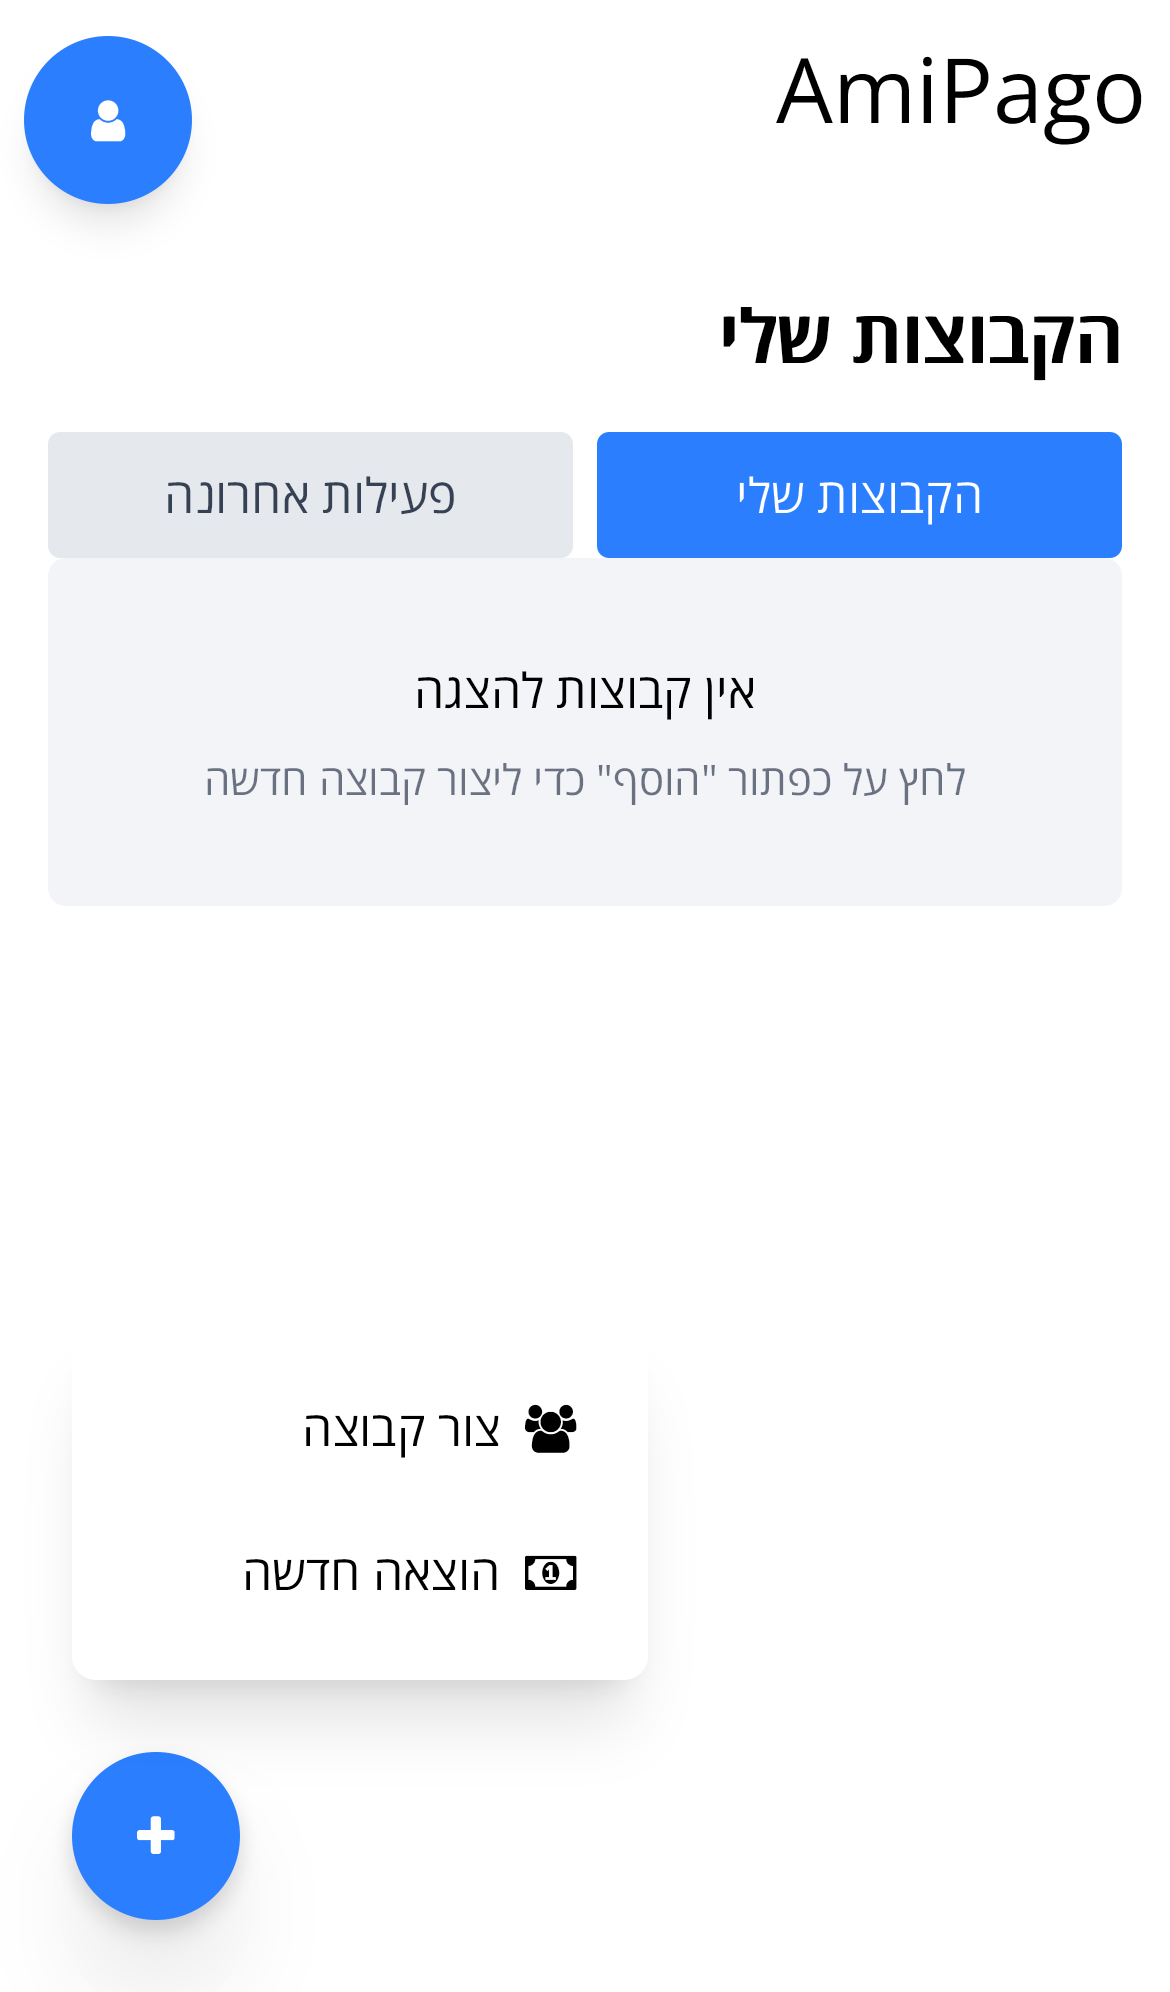 AmiPago
הקבוצות שלי
הקבוצות שלי
פעילות אחרונה
אין קבוצות להצגה
לחץ על כפתור "הוסף" כדי ליצור קבוצה חדשה
צור קבוצה
הוצאה חדשה